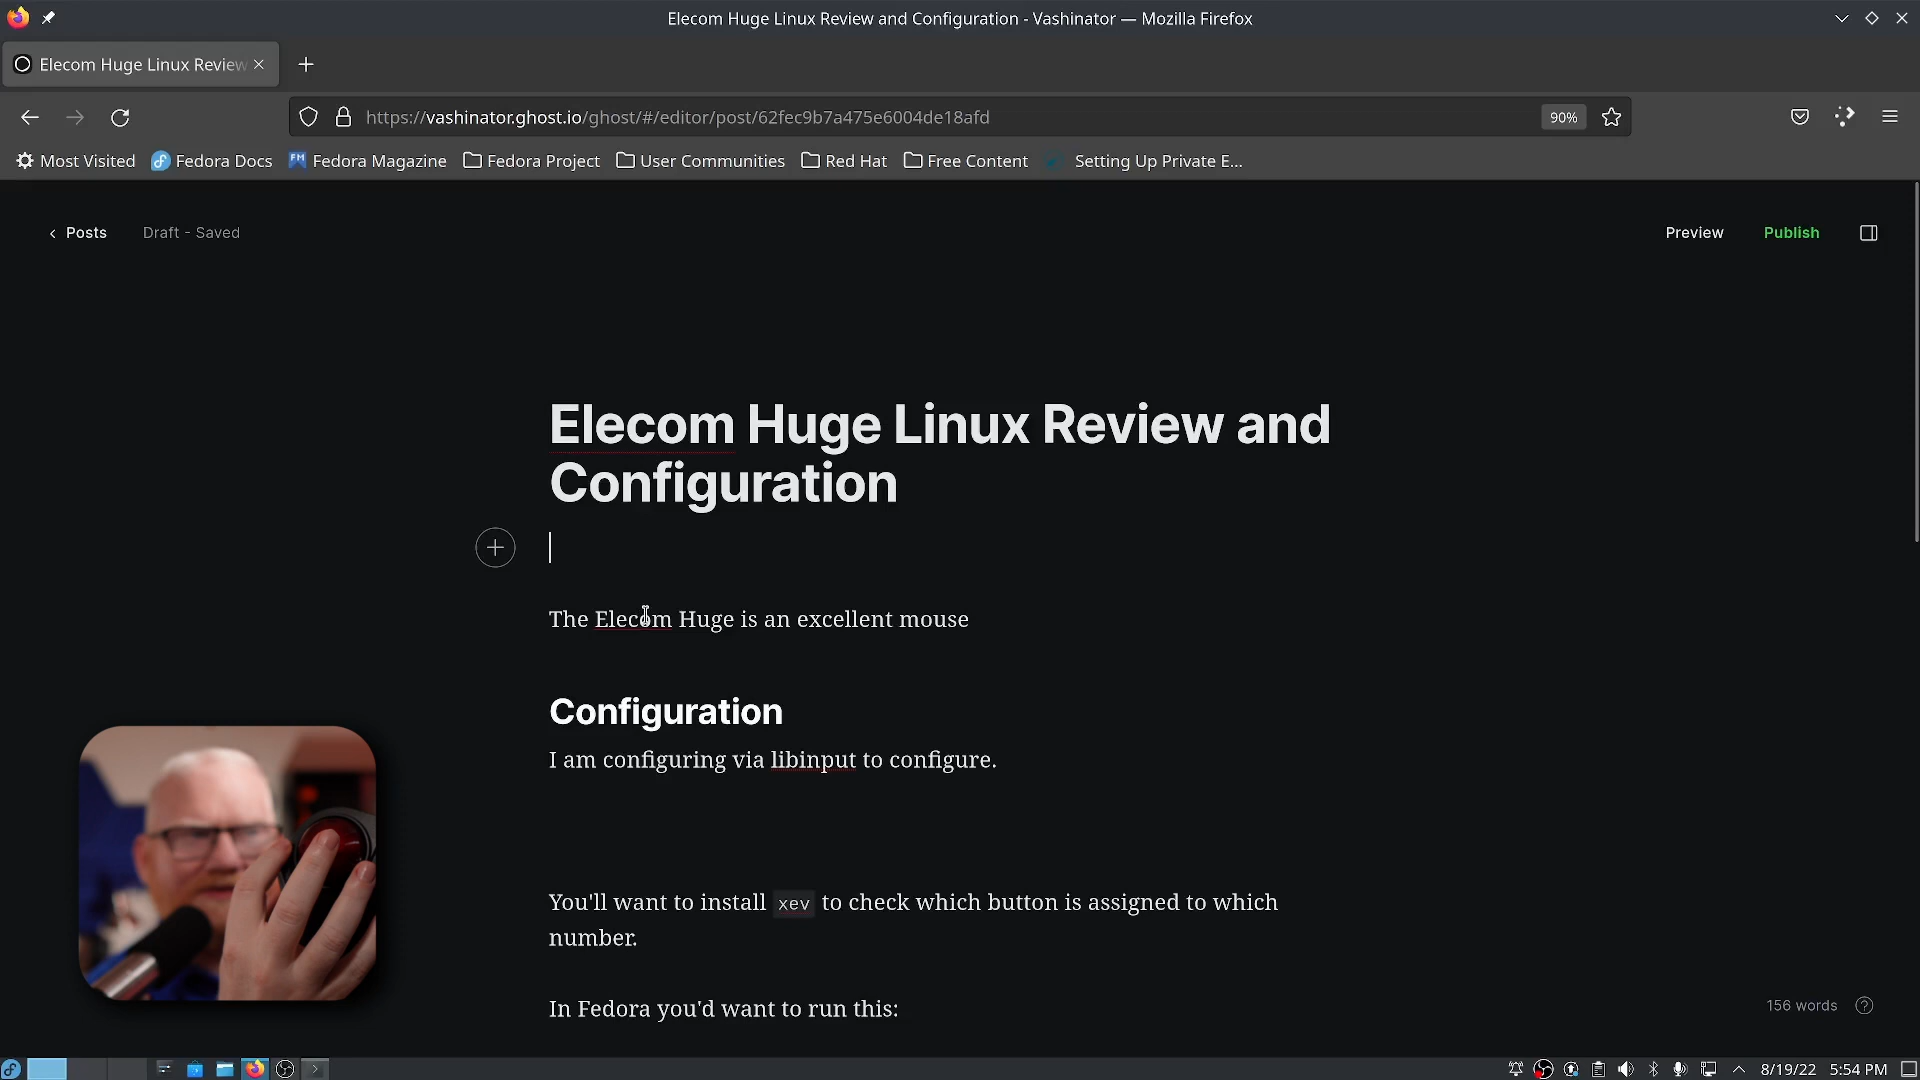 Elecom Huge Linux Review and Configuration - Vashinator — Mozilla Firefox
Elecom Huge Linux Review
https://vashinator.ghost.io/ghost/#/editor/post/62fec9b7a475e6004de18afd
90%
Most Visited
Fedora Docs
FM Fedora Magazine
Fedora Project
User Communities
Red Hat
Free Content
Setting Up Private E...
Posts
Draft - Saved
Preview
Publish
Elecom Huge Linux Review and
Configuration
The Elecom Huge is an excellent mouse
Configuration
I am configuring via libinput to configure.
You'll want to install xev to check which button is assigned to which
number.
In Fedora you'd want to run this:
156 words
8/19/22 5:54 PM